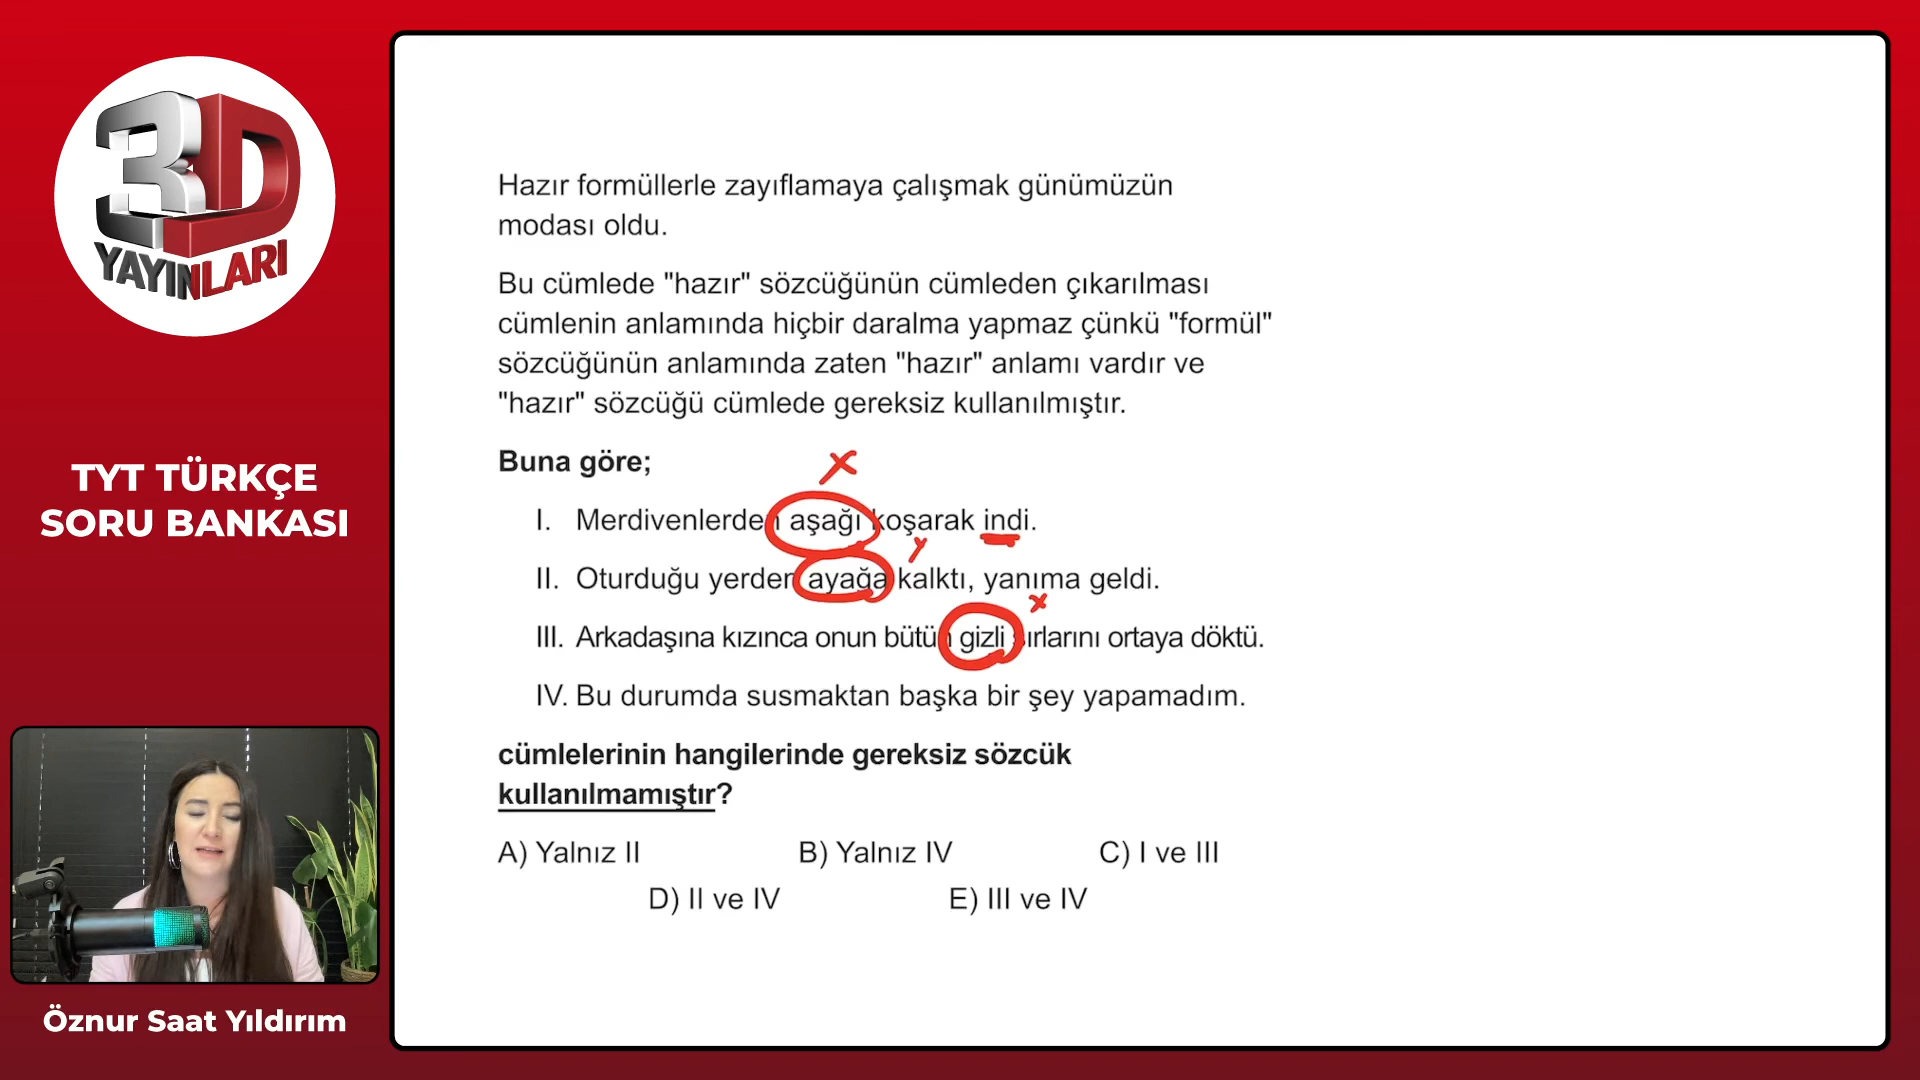 3D
YAYINLARI
TYT TÜRKÇE
SORU BANKASI
Öznur Saat Yıldırım
Hazır formüllerle zayıflamaya çalışmak günümüzün
modası oldu.
Bu cümlede "hazır" sözcüğünün cümleden çıkarılması
cümlenin anlamında hiçbir daralma yapmaz çünkü "formül"
sözcüğünün anlamında zaten "hazır" anlamı vardır ve
"hazır" sözcüğü cümlede gereksiz kullanılmıştır.
Buna göre;
I. Merdivenlerden aşağı koşarak indi.
II. Oturduğu yerden ayağa kalktı, yanıma geldi.
III. Arkadaşına kızınca onun bütün gizli sırlarını ortaya döktü.
IV. Bu durumda susmaktan başka bir şey yapamadım.
cümlelerinin hangilerinde gereksiz sözcük
kullanılmamıştır?
A) Yalnız II B) Yalnız IV C) I ve III
D) II ve IV E) III ve IV